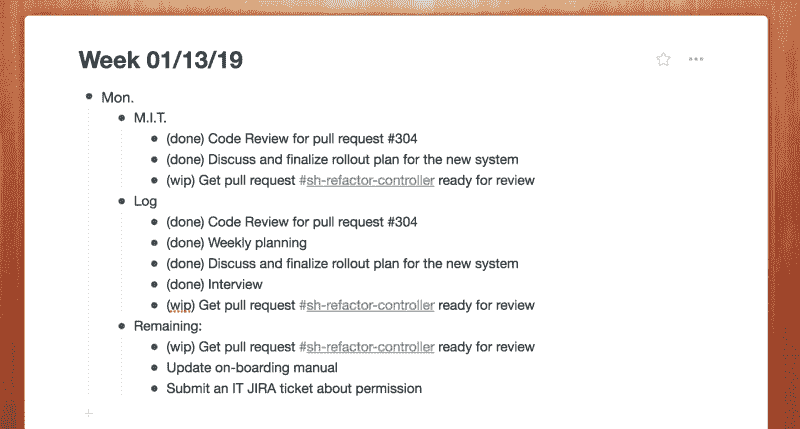 Week 01/13/19
Mon.
M.I.T.
(done) Code Review for pull request #304
(done) Discuss and finalize rollout plan for the new system
(wip) Get pull request #sh-refactor-controller ready for review
Log
(done) Code Review for pull request #304
(done) Weekly planning
(done) Discuss and finalize rollout plan for the new system
(done) Interview
(wip) Get pull request #sh-refactor-controller ready for review
Remaining:
(wip) Get pull request #sh-refactor-controller ready for review
Update on-boarding manual
Submit an IT JIRA ticket about permission